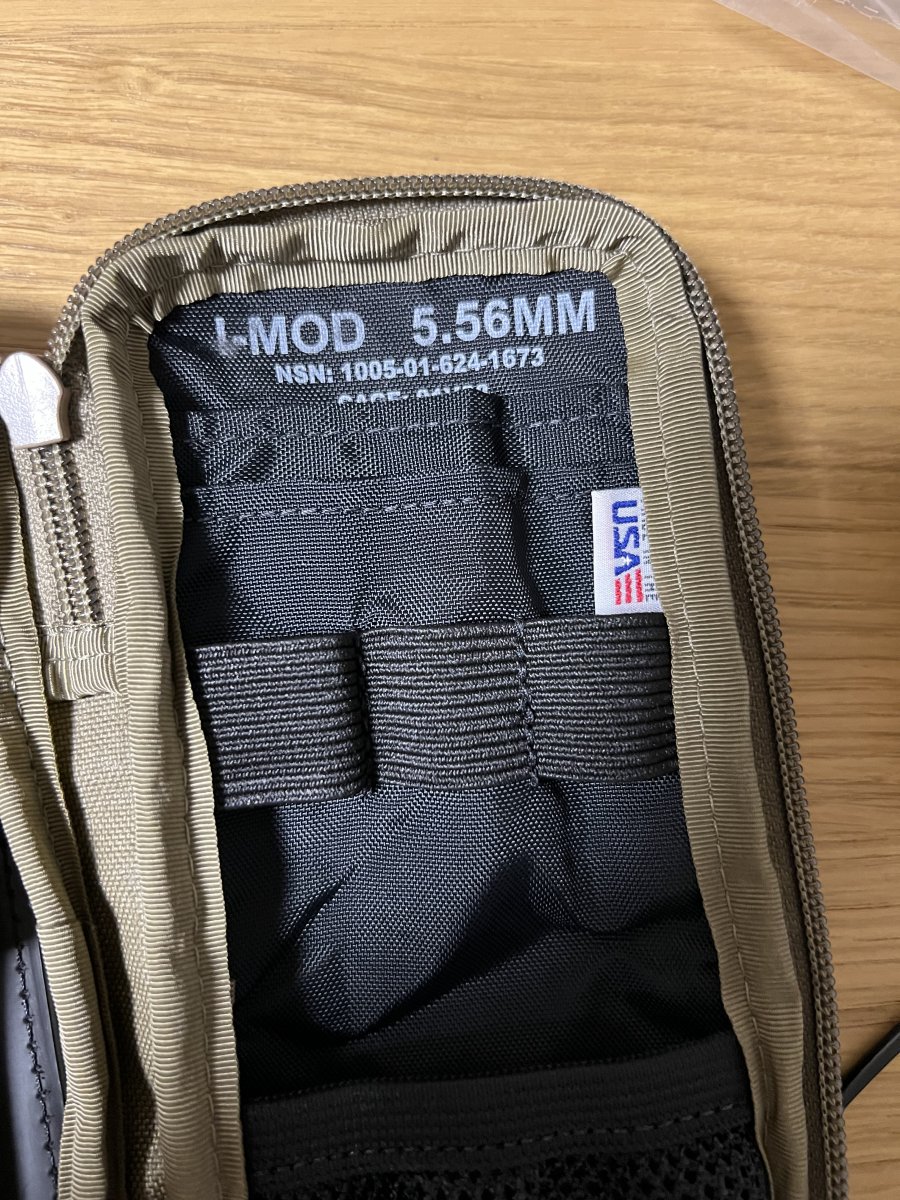 I-MOD 5.56MM
NSN: 1005-01-624-1673
USA